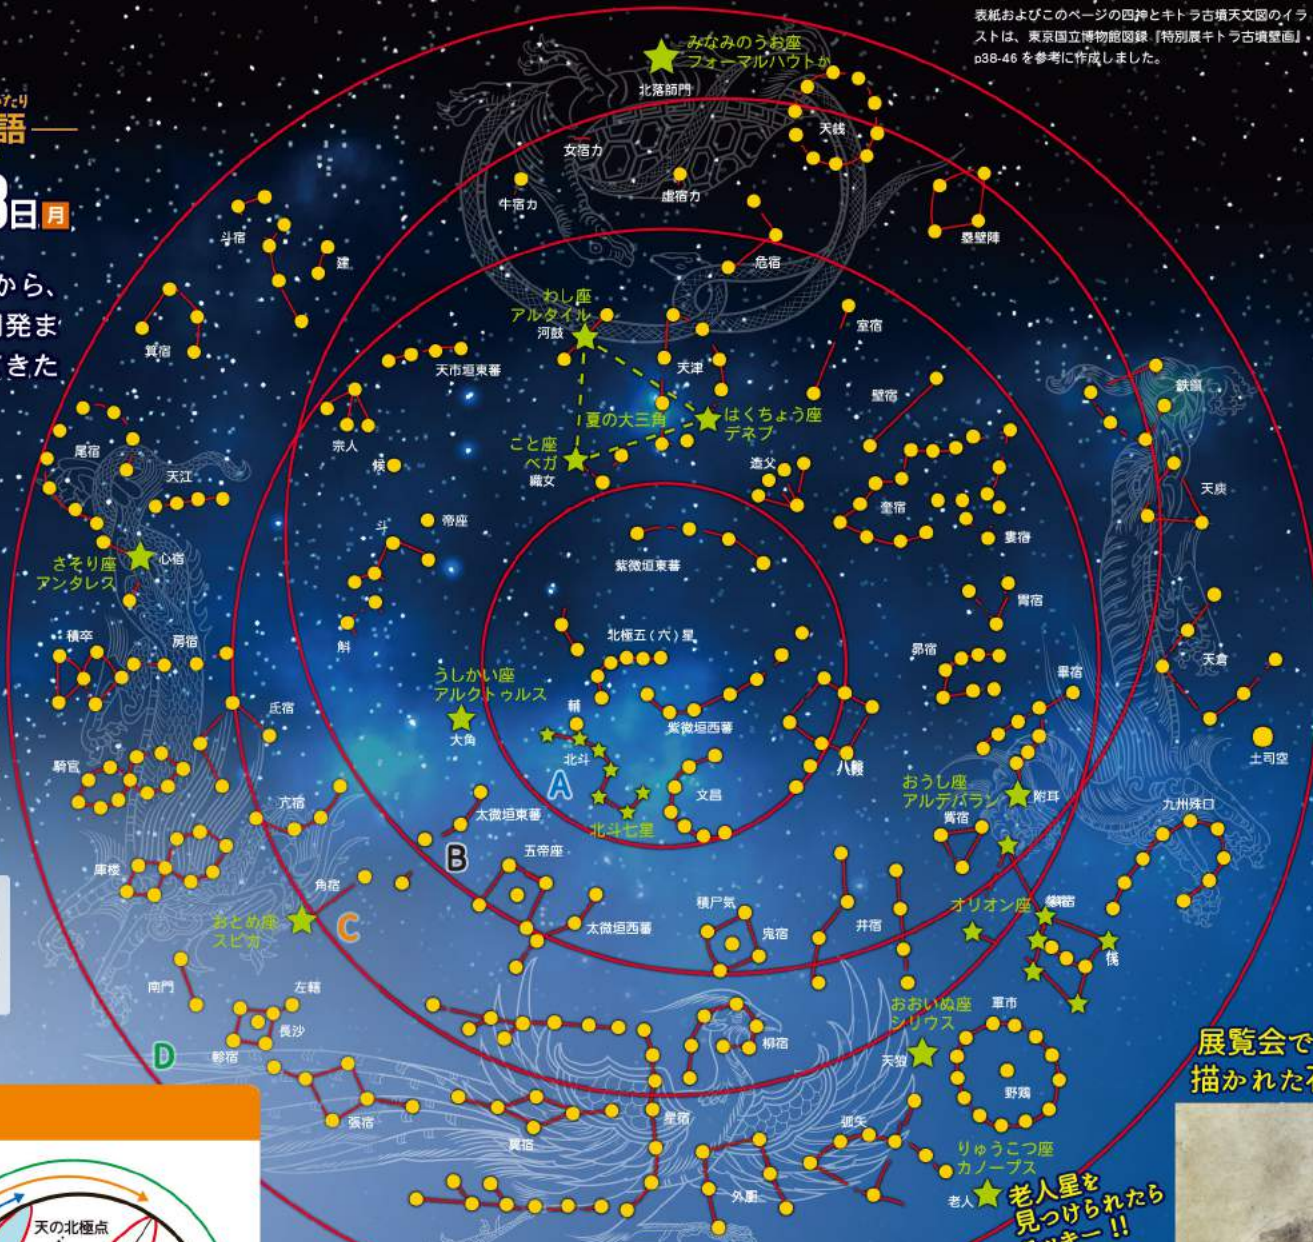 表紙およびこのページの四神とキトラ古墳天文図のイラ
ストは、東京国立博物館図録『特別展キトラ古墳壁画』、
p38-46 を参考に作成しました。
語
日 月
から、
きた
みなみのうお座
フォーマルハウトか
北落師門
天銭
女宿カ
牛宿カ
虚宿カ
危宿
塁壁陣
斗宿
建
箕宿
わし座
アルタイル
河鼓
天津
室宿
天市垣東蕃
宗人
候
夏の大三角
はくちょう座
デネブ
こと座
ベガ
織女
造父
壁宿
奎宿
婁宿
鉄鑕
天庾
尾宿
天江
さそり座
アンタレス
心宿
斗
帝座
斛
紫微垣東蕃
胃宿
昴宿
畢宿
天倉
土司空
積卒
房宿
氐宿
うしかい座
アルクトゥルス
大角
北極五(六)星
輔
北斗
北斗七星
紫微垣西蕃
文昌
八穀
A
騎官
亢宿
太微垣東蕃
B
五帝座
太微垣西蕃
おうし座
アルデバラン
附耳
觜宿
九州殊口
庫楼
角宿
おとめ座
スピカ
C
積尸気
鬼宿
井宿
オリオン座
南門
左轄
長沙
軫宿
D
柳宿
おおいぬ座
シリウス
天狼
軍市
野鶏
張宿
翼宿
星宿
外厨
弧矢
りゅうこつ座
カノープス
老人
老人星を
見つけられたら
展覧会で
描かれた
天の北極点